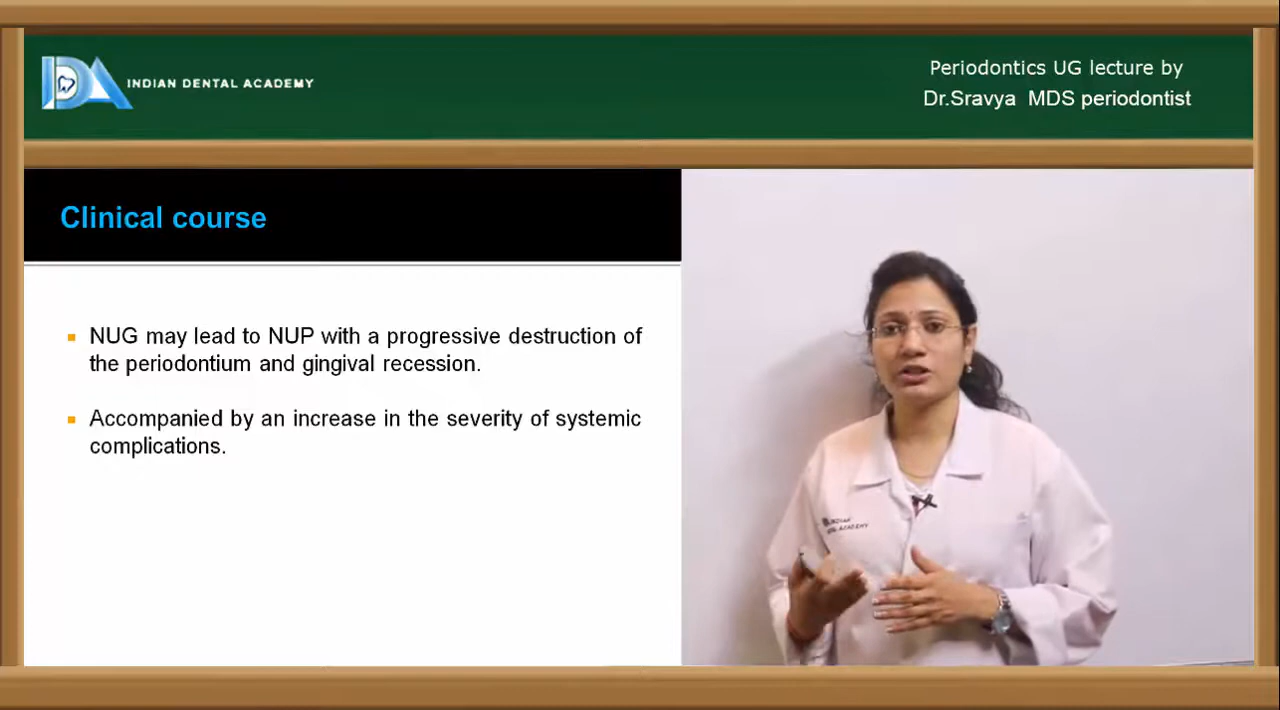 INDIAN DENTAL ACADEMY
Periodontics UG lecture by
Dr.Sravya MDS periodontist
Clinical course
NUG may lead to NUP with a progressive destruction of
the periodontium and gingival recession.
Accompanied by an increase in the severity of systemic
complications.